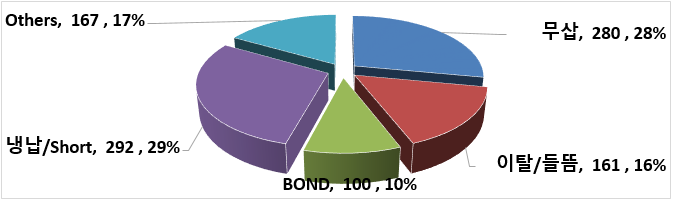 Others,  167 , 17%
무삽,  280 , 28%
냉납/Short,  292 , 29%
이탈/들뜸,  161 , 16%
BOND,  100 , 10%